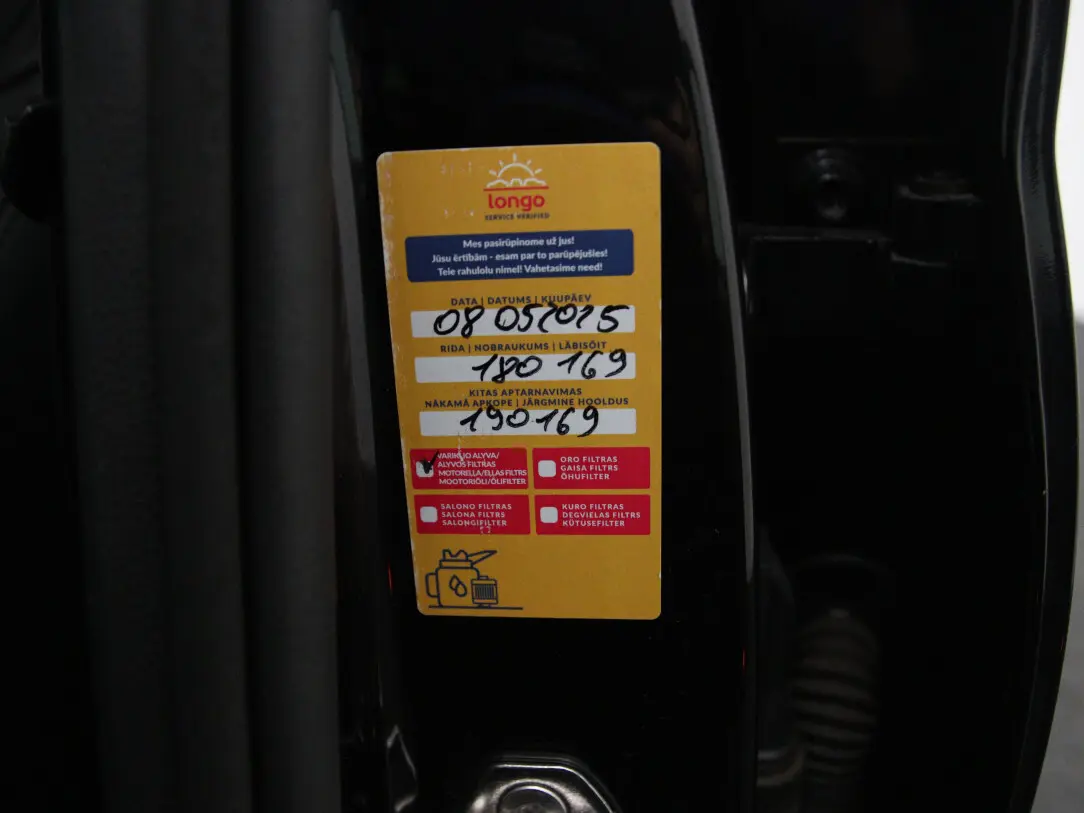 longo
SERVICE VERIFIED
Mes pasirūpinome už jus!
Jūsu ērtībām - esam par to parūpējušies!
Teie rahulolu nimel! Vahetasime need!
DATA | DATUMS | KUUPÄEV
08 05 2025
RIDA | NOBRAUKUMS | LÄBISÕIT
180 169
KITAS APTARNAVIMAS
NĀKAMĀ APKOPE | JÄRGMINE HOOLDUS
190169
VARIKLIO ALYVA/
ALYVOS FILTRAS
MOTORELLA/ELLAS FILTRS
MOOTORIÕLI/ÕLIFILTER
ORO FILTRAS
GAISA FILTRS
ÕHUFILTER
SALONO FILTRAS
SALONA FILTRS
SALONGIFILTER
KURO FILTRAS
DEGVIELAS FILTRS
KÜTUSEFILTER